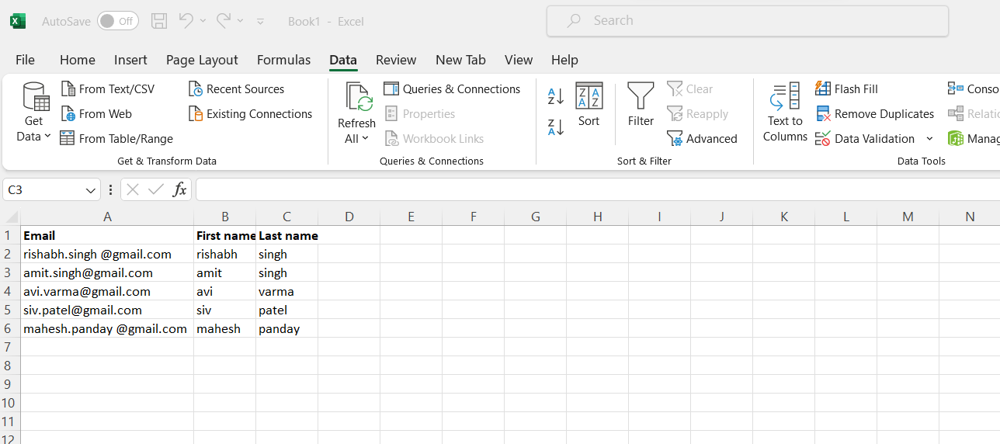 AutoSave Off Book1 - Excel Search
File Home Insert Page Layout Formulas Data Review New Tab View Help
Get Data
From Text/CSV
From Web
From Table/Range
Recent Sources
Existing Connections
Get & Transform Data
Refresh All
Queries & Connections
Properties
Workbook Links
Queries & Connections
Sort
Filter
Clear
Reapply
Advanced
Sort & Filter
Text to Columns
Flash Fill
Remove Duplicates
Data Validation
Conso
Relatio
Manag
Data Tools
C3 fx
A B C D E F G H I J K L M N
1 Email First name Last name
2 rishabh.singh @gmail.com rishabh singh
3 amit.singh@gmail.com amit singh
4 avi.varma@gmail.com avi varma
5 siv.patel@gmail.com siv patel
6 mahesh.panday @gmail.com mahesh panday
7
8
9
10
11
12